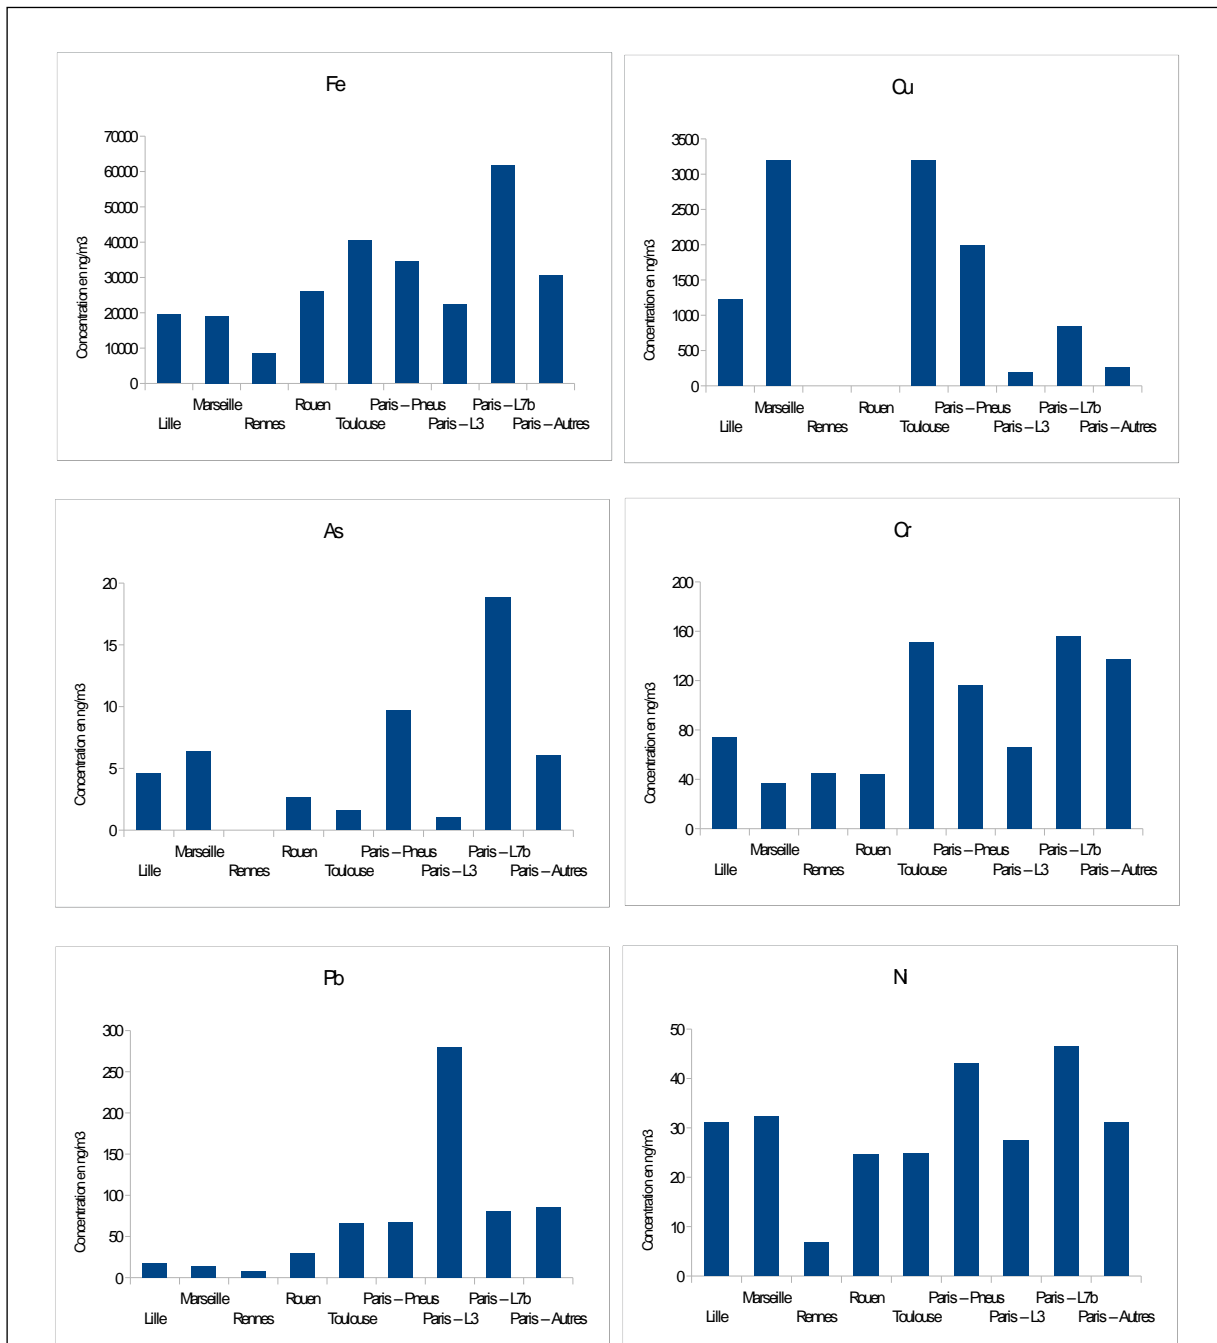 Fe
70000
60000
50000
40000
30000
20000
10000
0
Concentration en ng/m3
Marseille Rouen Paris – Pneus Paris – L7b
Lille Rennes Toulouse Paris – L3 Paris – Autres
Cu
3500
3000
2500
2000
1500
1000
500
0
Concentration en ng/m3
Marseille Rouen Paris – Pneus Paris – L7b
Lille Rennes Toulouse Paris – L3 Paris – Autres
As
20
15
10
5
0
Concentration en ng/m3
Marseille Rouen Paris – Pneus Paris – L7b
Lille Rennes Toulouse Paris – L3 Paris – Autres
Cr
200
160
120
80
40
0
Concentration en ng/m3
Marseille Rouen Paris – Pneus Paris – L7b
Lille Rennes Toulouse Paris – L3 Paris – Autres
Pb
300
250
200
150
100
50
0
Concentration en ng/m3
Marseille Rouen Paris – Pneus Paris – L7b
Lille Rennes Toulouse Paris – L3 Paris – Autres
Ni
50
40
30
20
10
0
Concentration en ng/m3
Marseille Rouen Paris – Pneus Paris – L7b
Lille Rennes Toulouse Paris – L3 Paris – Autres